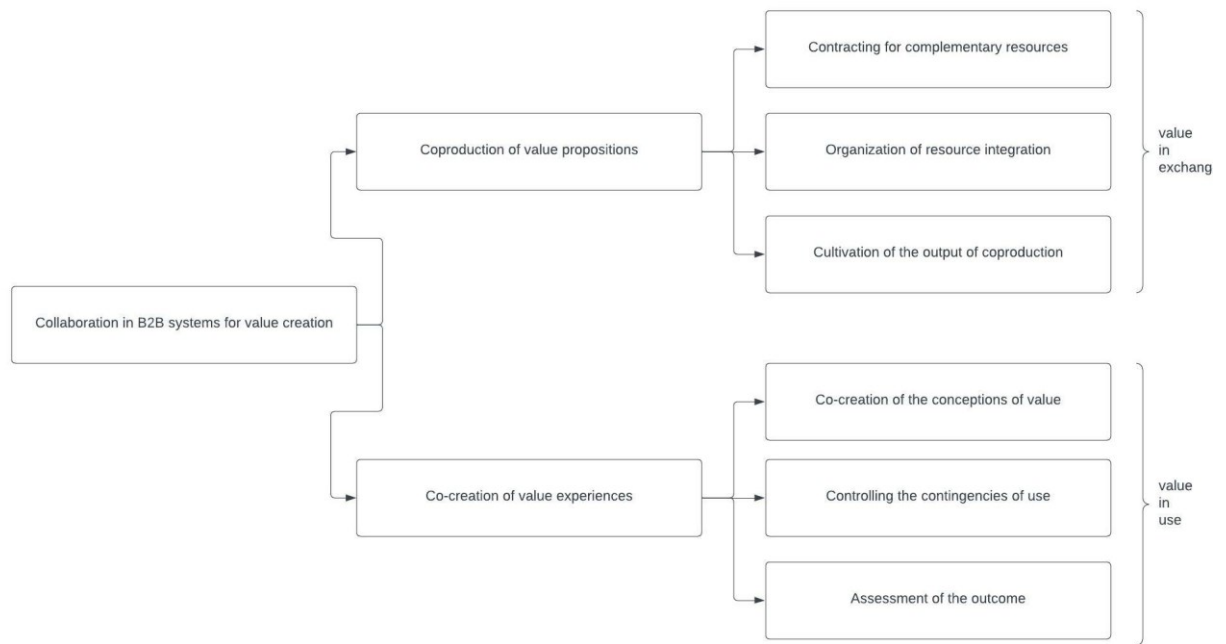 Contracting for complementary resources
Coproduction of value propositions
Organization of resource integration
value
in
exchang
Cultivation of the output of coproduction
Collaboration in B2B systems for value creation
Co-creation of the conceptions of value
Co-creation of value experiences
Controlling the contingencies of use
value
in
use
Assessment of the outcome